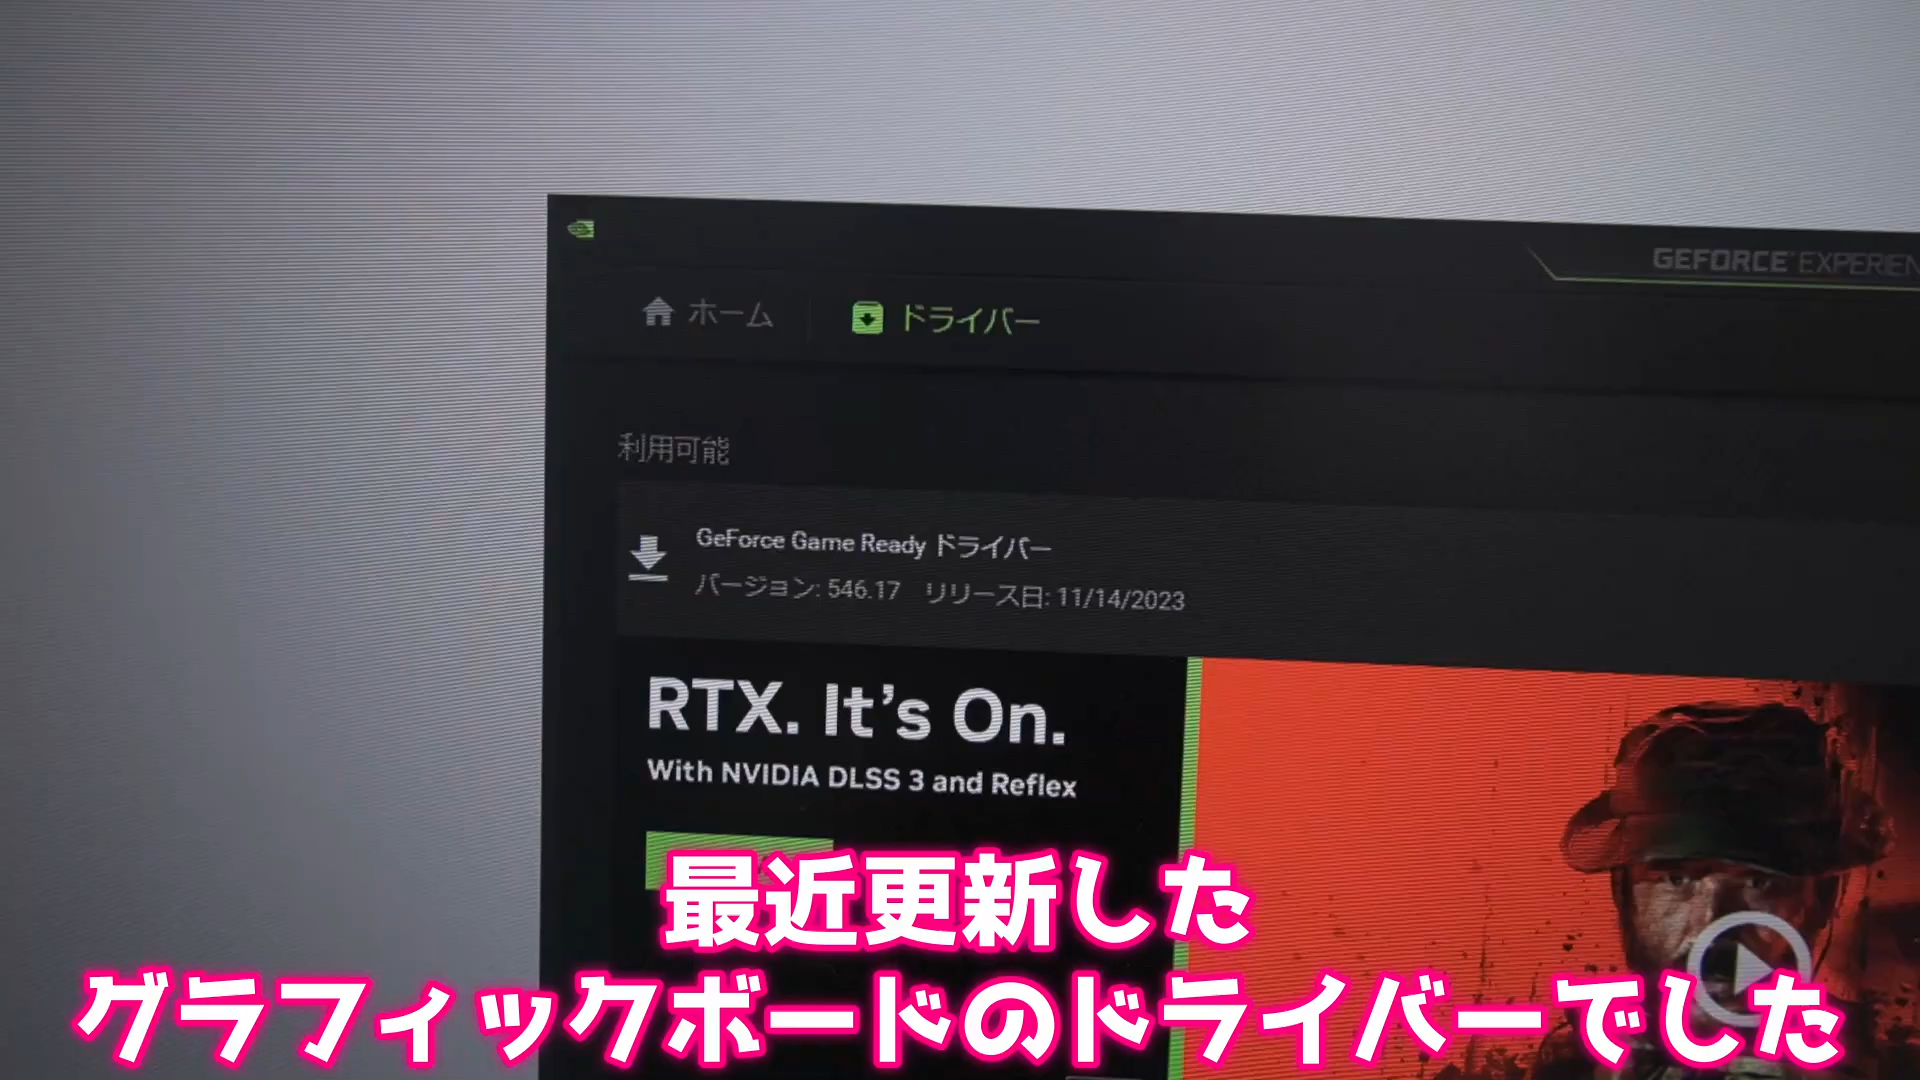 GEFORCE EXPERIEN
ホーム
ドライバー
利用可能
GeForce Game Ready ドライバー
バージョン: 546.17 リリース日: 11/14/2023
RTX. It's On.
With NVIDIA DLSS 3 and Reflex
最近更新した
グラフィックボードのドライバーでした